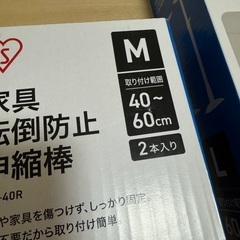 M
取り付け範囲
40～
60cm
2本入り
家具
転倒防止
伸縮棒
-40R
や家具を傷つけず、しっかり固定。
不要だから取り付け簡単。
L